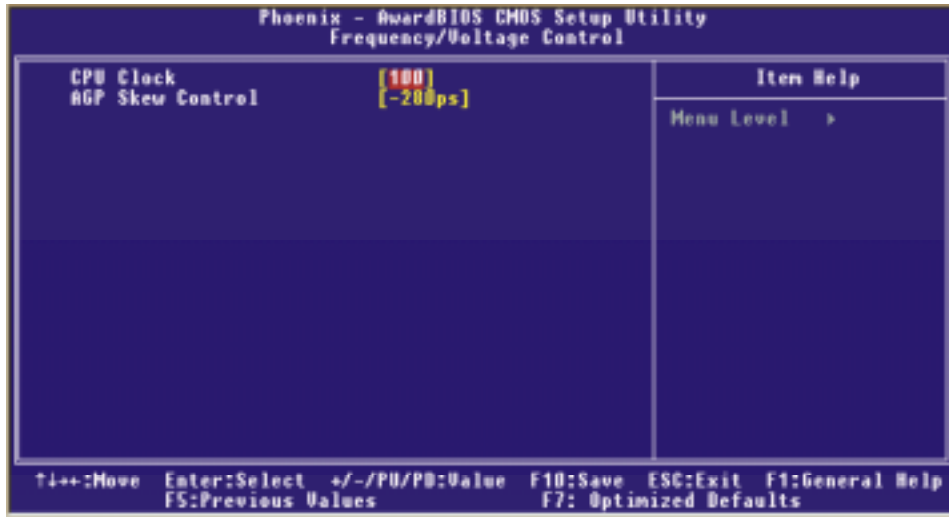 Phoenix - AwardBIOS CMOS Setup Utility
Frequency/Voltage Control
CPU Clock [100]
AGP Skew Control [-280ps]
Item Help
Menu Level ▸
↑↓→←:Move Enter:Select +/-/PU/PD:Value F10:Save ESC:Exit F1:General Help
F5:Previous Values F7: Optimized Defaults